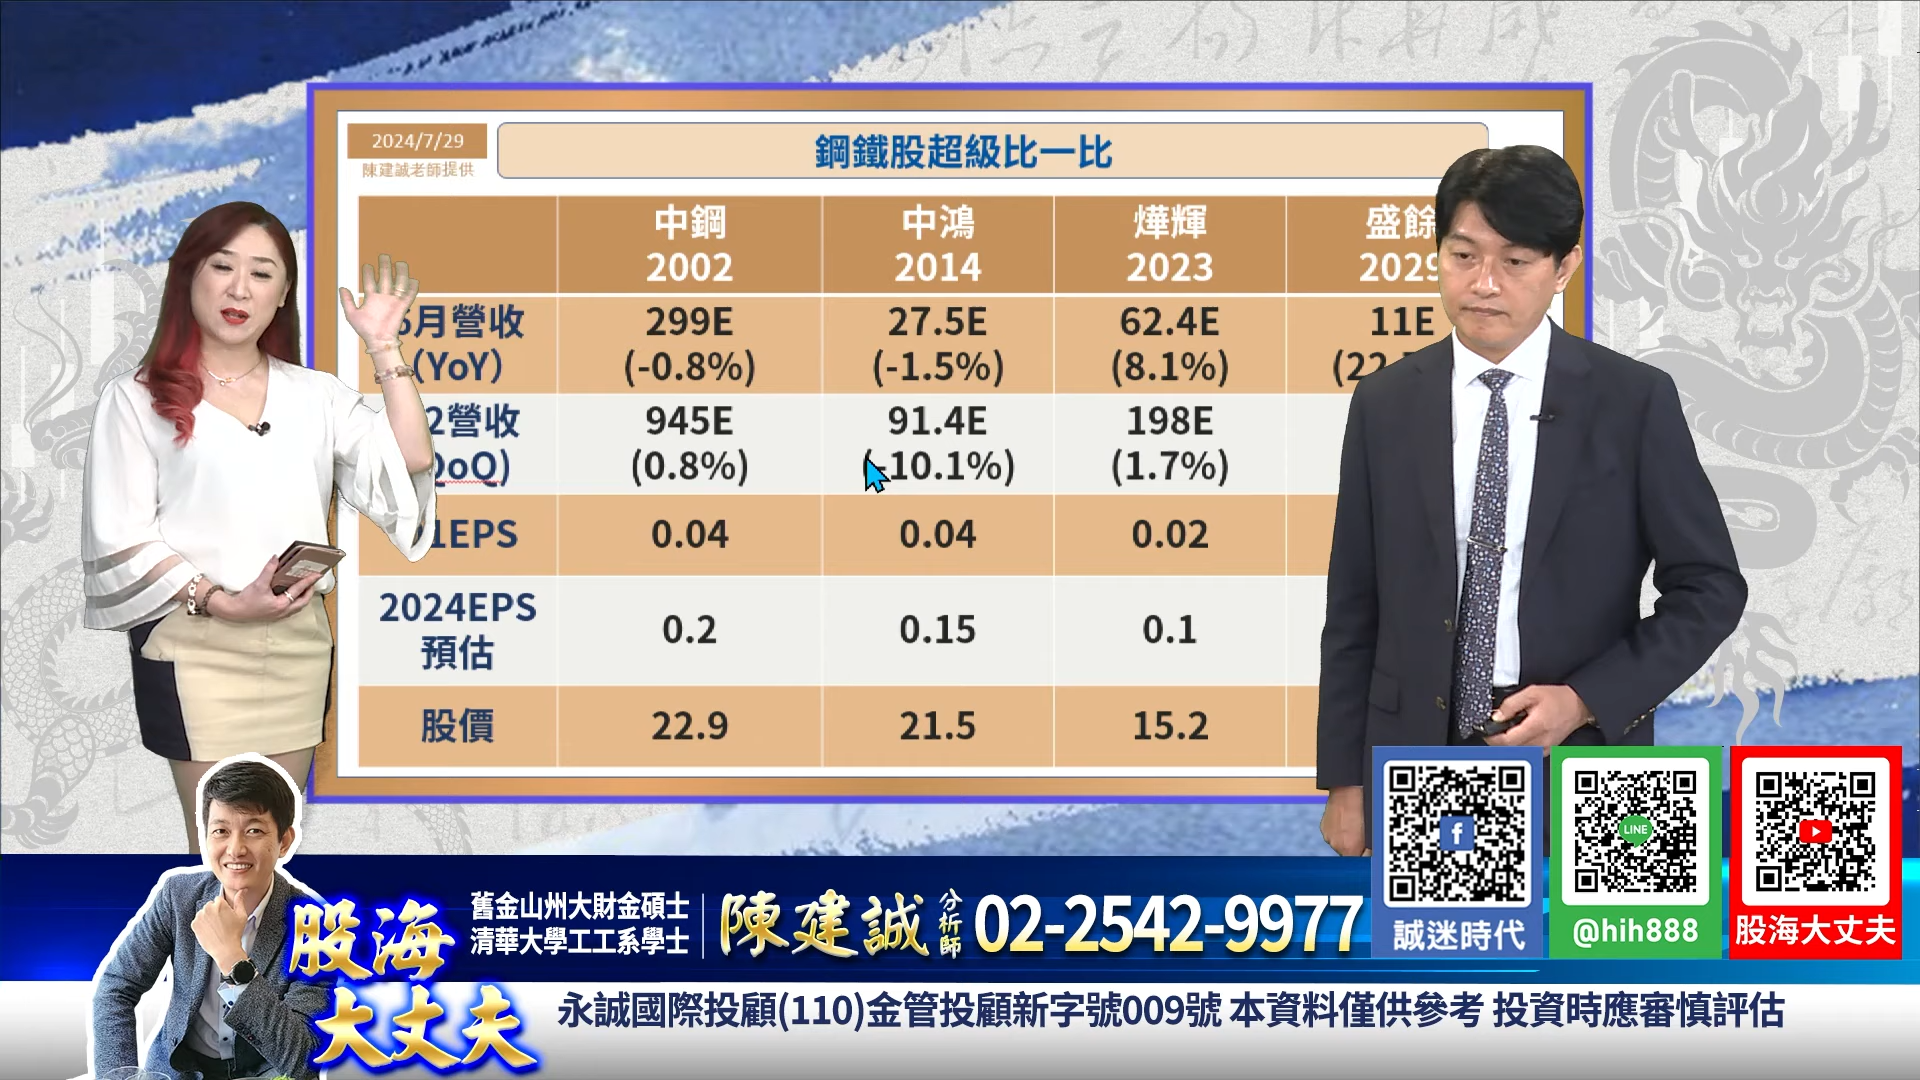 2024/7/29
陳建誠老師提供
鋼鐵股超級比一比
中鋼
2002
中鴻
2014
燁輝
2023
盛餘
2029
6月營收
(YoY)
299E
(-0.8%)
27.5E
(-1.5%)
62.4E
(8.1%)
11E
(22.
2營收
QoQ)
945E
(0.8%)
91.4E
(-10.1%)
198E
(1.7%)
1EPS
0.04
0.04
0.02
2024EPS
預估
0.2
0.15
0.1
股價
22.9
21.5
15.2
股海
大丈夫
舊金山州大財金碩士
清華大學工工系學士
陳建誠
分析師
02-2542-9977
誠迷時代
LINE
@hih888
股海大丈夫
永誠國際投顧(110)金管投顧新字號009號 本資料僅供參考 投資時應審慎評估